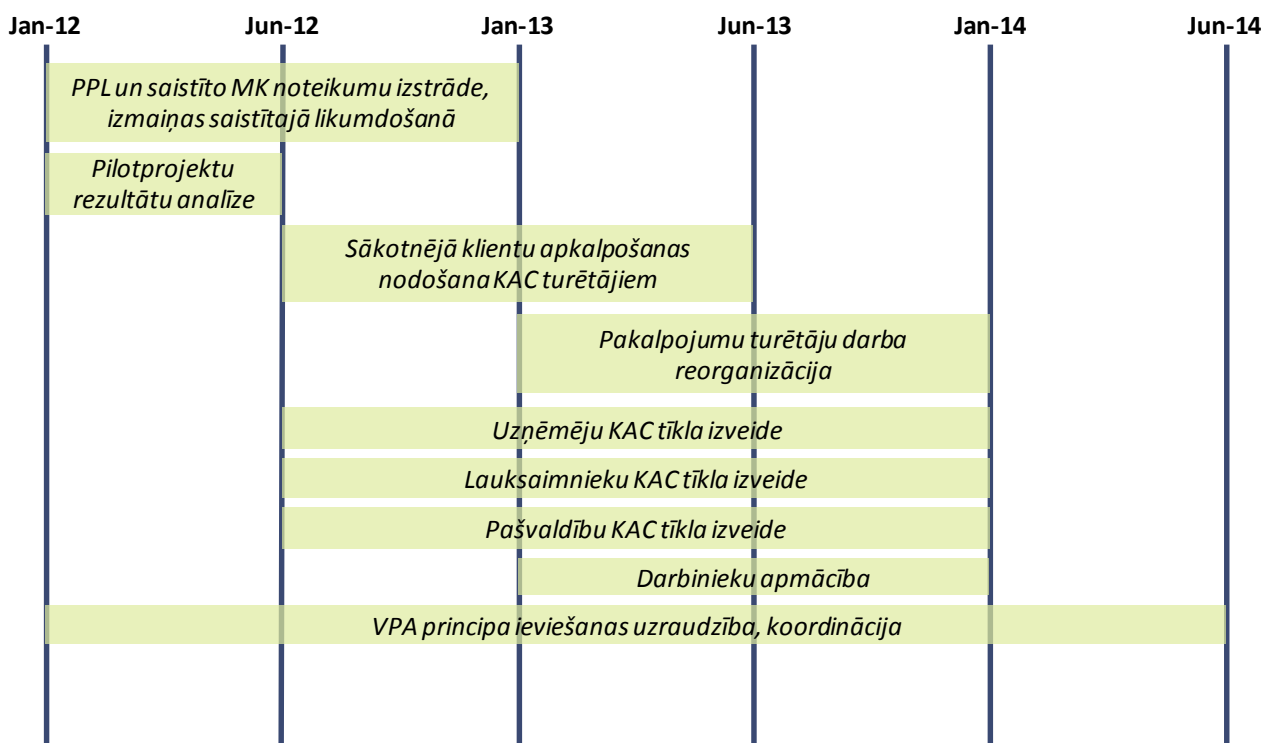 Jan-12 Jun-12 Jan-13 Jun-13 Jan-14 Jun-14
PPL un saistīto MK noteikumu izstrāde,
izmaiņas saistītajā likumdošanā
Pilotprojektu
rezultātu analīze
Sākotnējā klientu apkalpošanas
nodošana KAC turētājiem
Pakalpojumu turētāju darba
reorganizācija
Uzņēmēju KAC tīkla izveide
Lauksaimnieku KAC tīkla izveide
Pašvaldību KAC tīkla izveide
Darbinieku apmācība
VPA principa ieviešanas uzraudzība, koordinācija